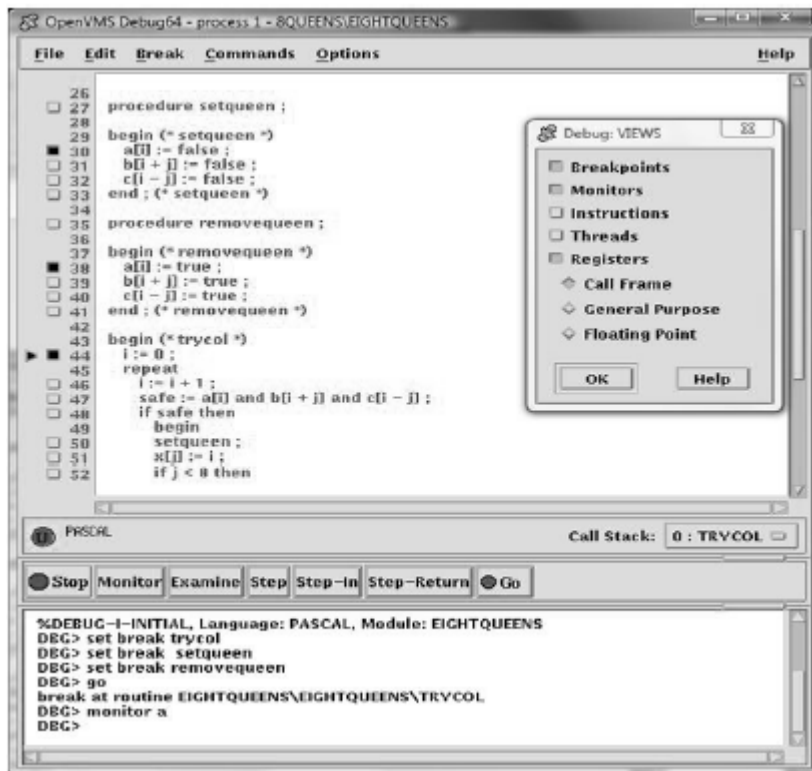 OpenVMS Debug64 - process 1 - 8QUEENS\EIGHTQUEENS
File Edit Break Commands Options Help
26
27 procedure setqueen ;
28
29 begin (* setqueen *)
30 a[i] := false ;
31 b[i + j] := false ;
32 c[i - j] := false ;
33 end ; (* setqueen *)
34
35 procedure removequeen ;
36
37 begin (* removequeen *)
38 a[i] := true ;
39 b[i + j] := true ;
40 c[i - j] := true ;
41 end ; (* removequeen *)
42
43 begin (* trycol *)
44 i := 0 ;
45 repeat
46 i := i + 1 ;
47 safe := a[i] and b[i + j] and c[i - j] ;
48 if safe then
49 begin
50 setqueen ;
51 x[j] := i ;
52 if j < 8 then
Debug: VIEWS
Breakpoints
Monitors
Instructions
Threads
Registers
Call Frame
General Purpose
Floating Point
OK Help
PASCAL
Call Stack: 0 : TRYCOL
Stop Monitor Examine Step Step-In Step-Return Go
%DEBUG-I-INITIAL, Language: PASCAL, Module: EIGHTQUEENS
DBG> set break trycol
DBG> set break setqueen
DBG> set break removequeen
DBG> go
break at routine EIGHTQUEENS\EIGHTQUEENS\TRYCOL
DBG> monitor a
DBG>